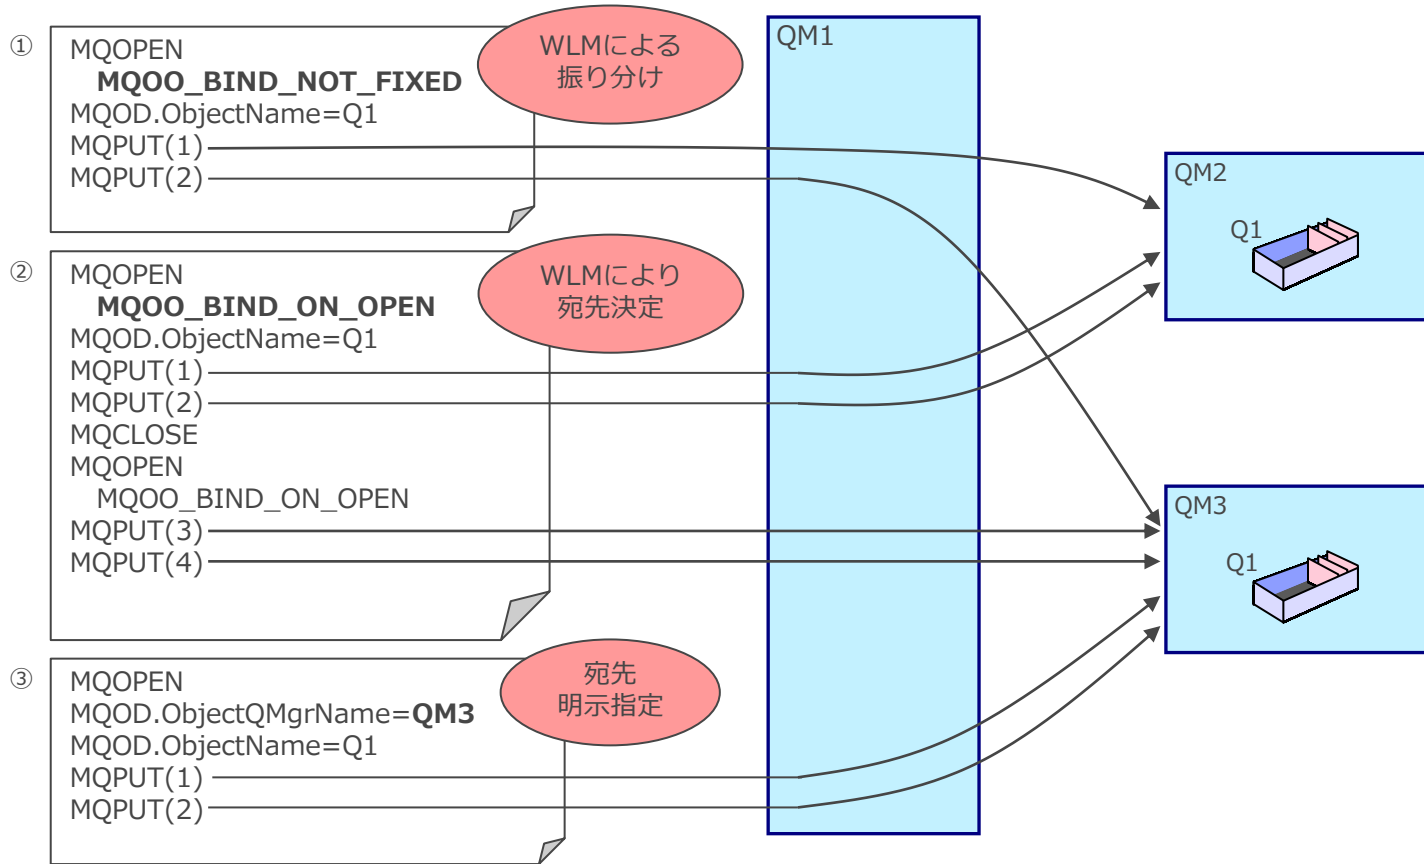 ①
MQOPEN
MQOO_BIND_NOT_FIXED
MQOD.ObjectName=Q1
MQPUT(1)
MQPUT(2)
WLMによる
振り分け
②
MQOPEN
MQOO_BIND_ON_OPEN
MQOD.ObjectName=Q1
MQPUT(1)
MQPUT(2)
MQCLOSE
MQOPEN
MQOO_BIND_ON_OPEN
MQPUT(3)
MQPUT(4)
WLMにより
宛先決定
③
MQOPEN
MQOD.ObjectQMgrName=QM3
MQOD.ObjectName=Q1
MQPUT(1)
MQPUT(2)
宛先
明示指定
QM1
QM2
Q1
QM3
Q1